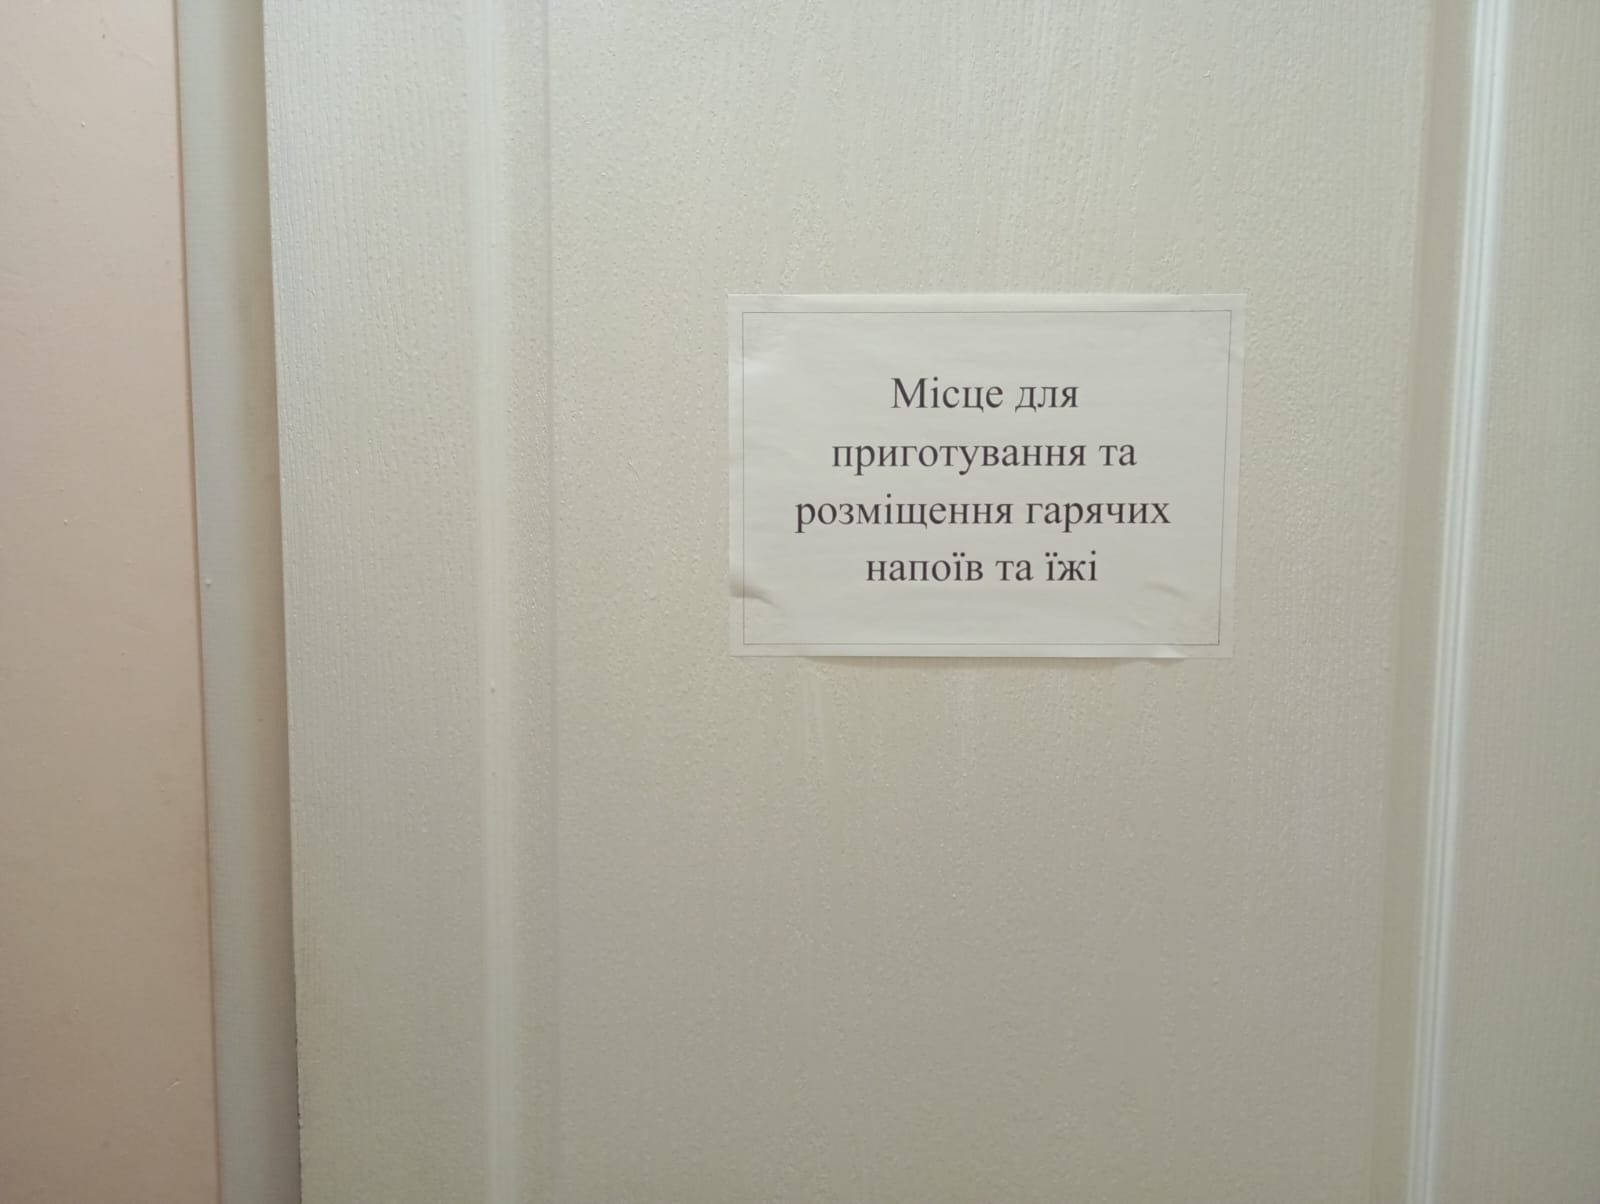 Місце для
приготування та
розміщення гарячих
напоїв та їжі